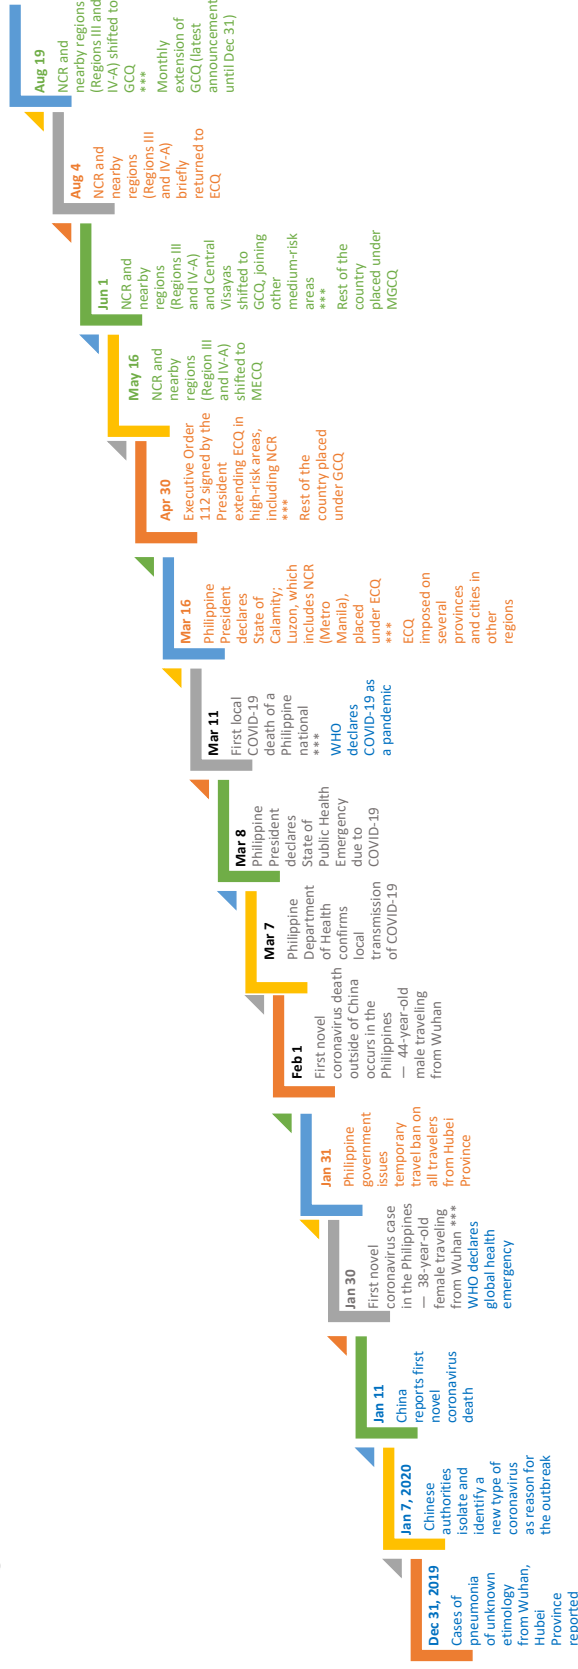 Dec 31, 2019
Cases of
pneumonia
of unknown
etimology
from Wuhan,
Hubei
Province
reported
Jan 7, 2020
Chinese
authorities
isolate and
identify a
new type of
coronavirus
as reason for
the outbreak
Jan 11
China
reports first
novel
coronavirus
death
Jan 30
First novel
coronavirus case
in the Philippines
— 38-year-old
female traveling
from Wuhan ***
WHO declares
global health
emergency
Jan 31
Philippine
government
issues
temporary
travel ban on
all travelers
from Hubei
Province
Feb 1
First novel
coronavirus death
outside of China
occurs in the
Philippines
— 44-year-old
male traveling
from Wuhan
Mar 7
Philippine
Department
of Health
confirms
local
transmission
of COVID-19
Mar 8
Philippine
President
declares
State of
Public Health
Emergency
due to
COVID-19
Mar 11
First local
COVID-19
death of a
Philippine
national
***
WHO
declares
COVID-19 as
a pandemic
Mar 16
Philippine
President
declares
State of
Calamity;
Luzon, which
includes NCR
(Metro
Manila),
placed
under ECQ
***
ECQ
imposed on
several
provinces
and cities in
other
regions
Apr 30
Executive Order
112 signed by the
President
extending ECQ in
high-risk areas,
including NCR
***
Rest of the
country placed
under GCQ
May 16
NCR and
nearby
regions
(Region III
and IV-A)
shifted to
MECQ
Jun 1
NCR and
nearby
regions
(Regions III
and IV-A)
and Central
Visayas
shifted to
GCQ, joining
other
medium-risk
areas
***
Rest of the
country
placed under
MGCQ
Aug 4
NCR and
nearby
regions
(Regions III
and IV-A)
briefly
returned to
ECQ
Aug 19
NCR and
nearby regions
(Regions III and
IV-A) shifted to
GCQ
***
Monthly
extension of
GCQ (latest
announcement
until Dec 31)